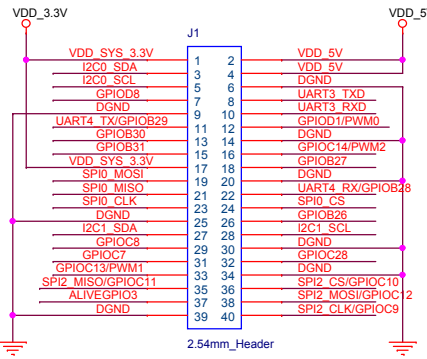 VDD_3.3V VDD_5
J1
VDD_SYS_3.3V 1 2 VDD_5V
I2C0_SDA 3 4 VDD_5V
I2C0_SCL 5 6 DGND
GPIOD8 7 8 UART3_TXD
DGND 9 10 UART3_RXD
UART4_TX/GPIOB29 11 12 GPIOD1/PWM0
GPIOB30 13 14 DGND
GPIOB31 15 16 GPIOC14/PWM2
VDD_SYS_3.3V 17 18 GPIOB27
SPI0_MOSI 19 20 DGND
SPI0_MISO 21 22 UART4_RX/GPIOB28
SPI0_CLK 23 24 SPI0_CS
DGND 25 26 GPIOB26
I2C1_SDA 27 28 I2C1_SCL
GPIOC8 29 30 DGND
GPIOC7 31 32 GPIOC28
GPIOC13/PWM1 33 34 DGND
SPI2_MISO/GPIOC11 35 36 SPI2_CS/GPIOC10
ALIVEGPIO3 37 38 SPI2_MOSI/GPIOC12
DGND 39 40 SPI2_CLK/GPIOC9
2.54mm_Header